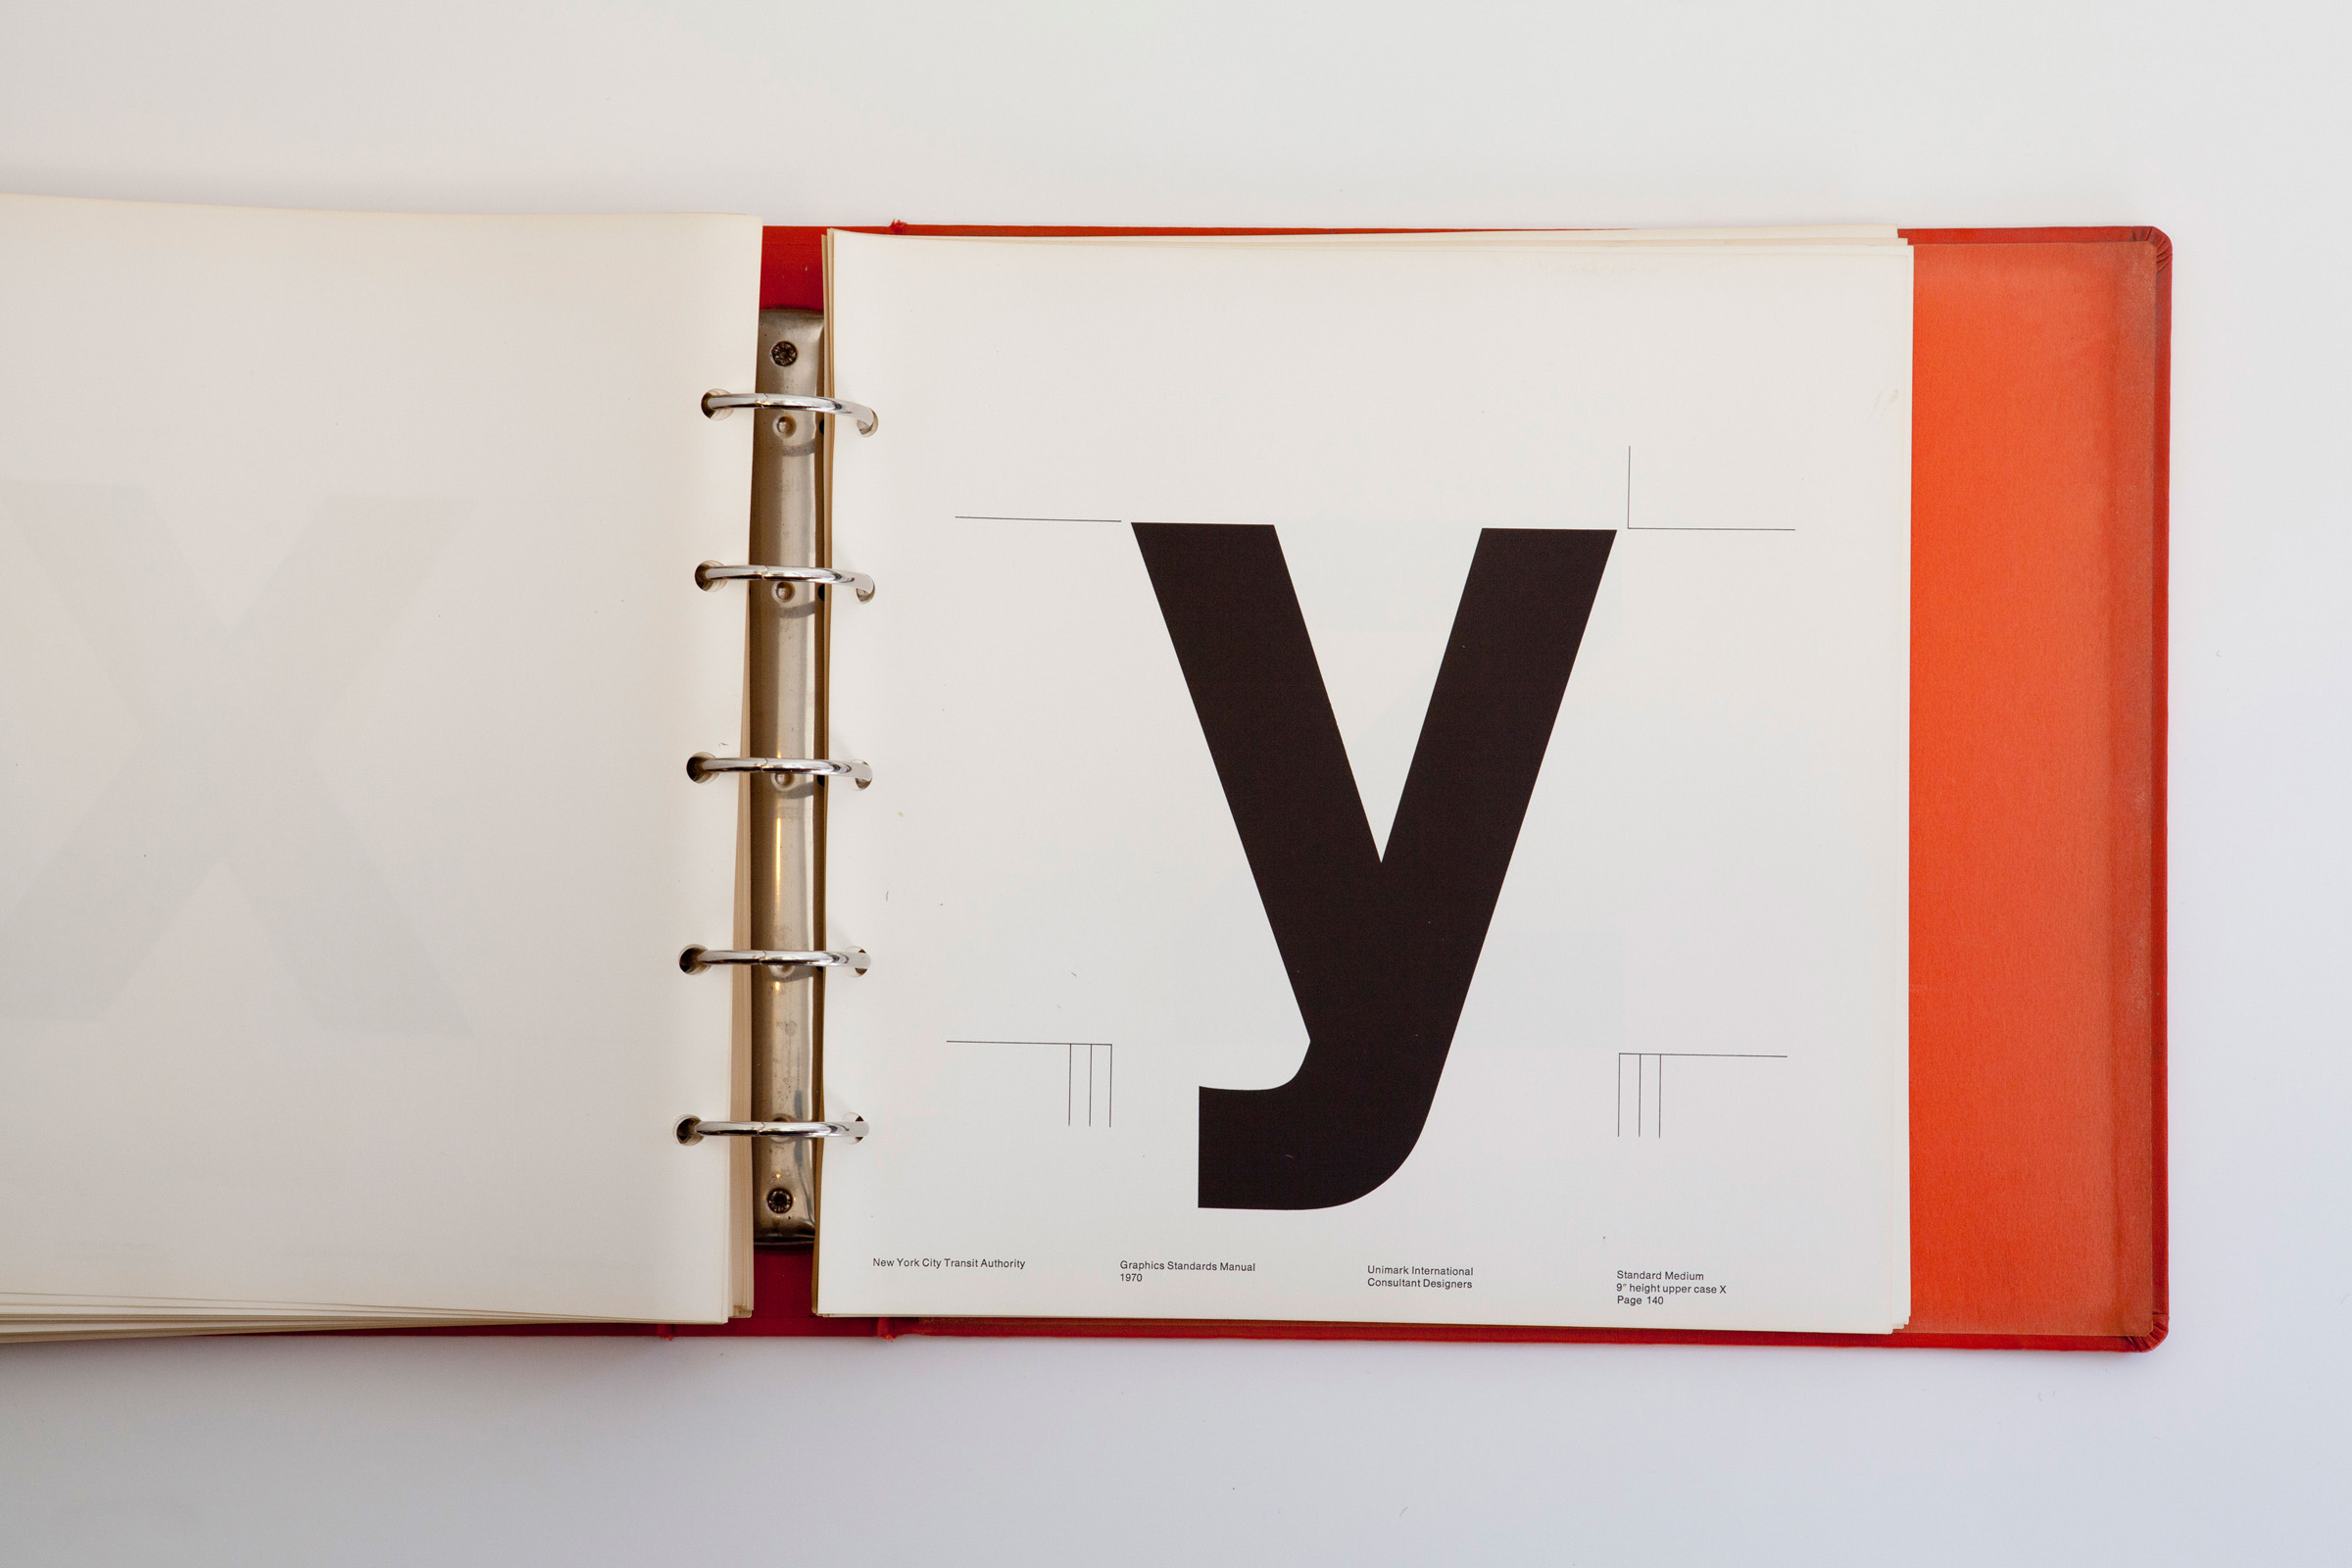 y
New York City Transit Authority
Graphics Standards Manual
1970
Unimark International
Consultant Designers
Standard Medium
9" height upper case X
Page 140